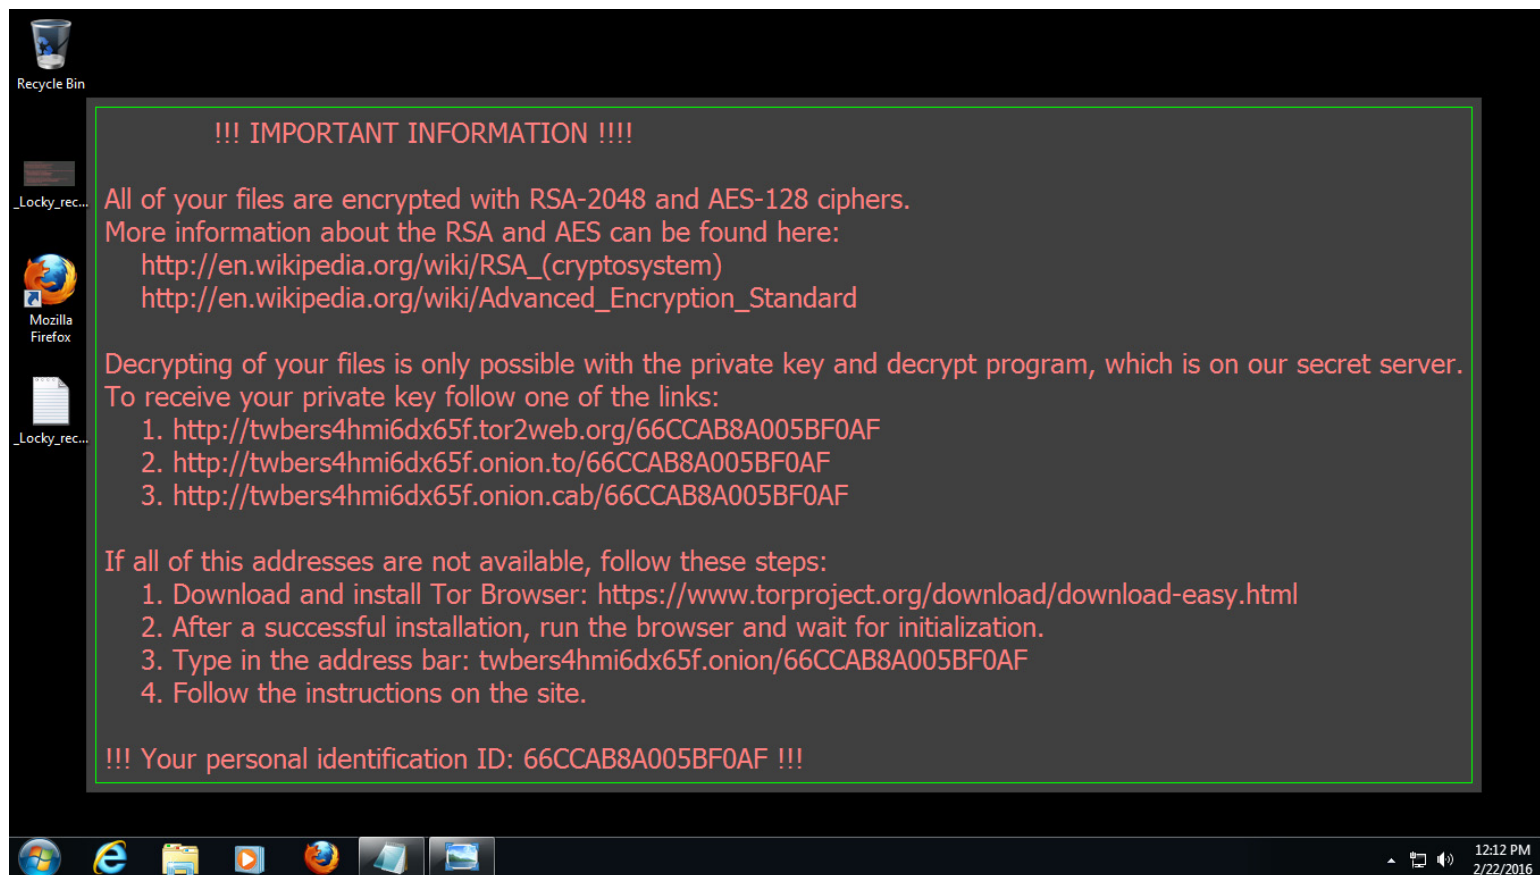 Recycle Bin
!!! IMPORTANT INFORMATION !!!!
_Locky_rec...
All of your files are encrypted with RSA-2048 and AES-128 ciphers.
More information about the RSA and AES can be found here:
http://en.wikipedia.org/wiki/RSA_(cryptosystem)
http://en.wikipedia.org/wiki/Advanced_Encryption_Standard
Mozilla
Firefox
Decrypting of your files is only possible with the private key and decrypt program, which is on our secret server.
To receive your private key follow one of the links:
1. http://twbers4hmi6dx65f.tor2web.org/66CCAB8A005BF0AF
2. http://twbers4hmi6dx65f.onion.to/66CCAB8A005BF0AF
3. http://twbers4hmi6dx65f.onion.cab/66CCAB8A005BF0AF
_Locky_rec...
If all of this addresses are not available, follow these steps:
1. Download and install Tor Browser: https://www.torproject.org/download/download-easy.html
2. After a successful installation, run the browser and wait for initialization.
3. Type in the address bar: twbers4hmi6dx65f.onion/66CCAB8A005BF0AF
4. Follow the instructions on the site.
!!! Your personal identification ID: 66CCAB8A005BF0AF !!!
12:12 PM
2/22/2016